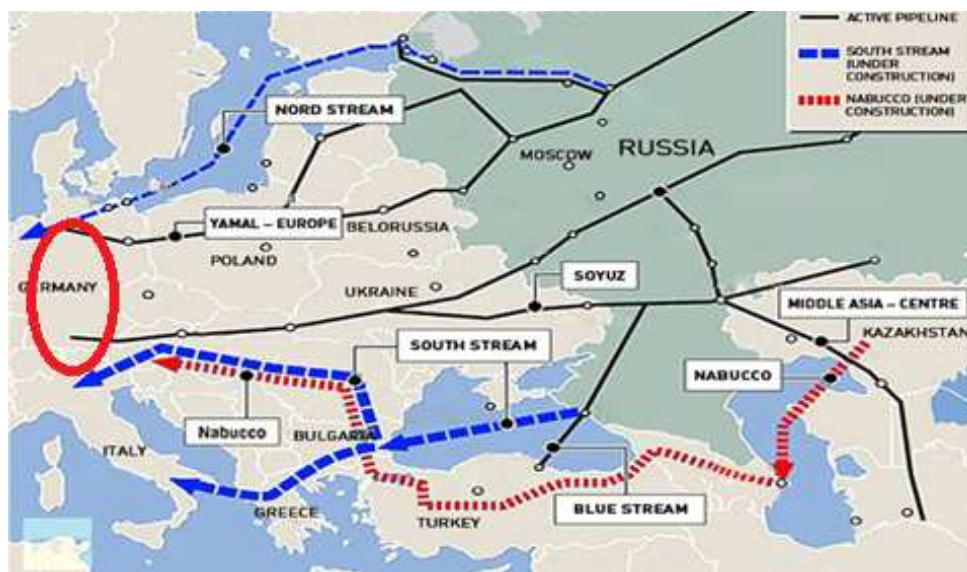 ACTIVE PIPELINE
SOUTH STREAM
(UNDER
CONSTRUCTION)
NABUCCO (UNDER
CONSTRUCTION)
NORD STREAM
MOSCOW
RUSSIA
YAMAL – EUROPE
BELORUSSIA
POLAND
GERMANY
UKRAINE
SOYUZ
MIDDLE ASIA – CENTRE
KAZAKHSTAN
SOUTH STREAM
NABUCCO
Nabucco
BULGARIA
ITALY
GREECE
TURKEY
BLUE STREAM